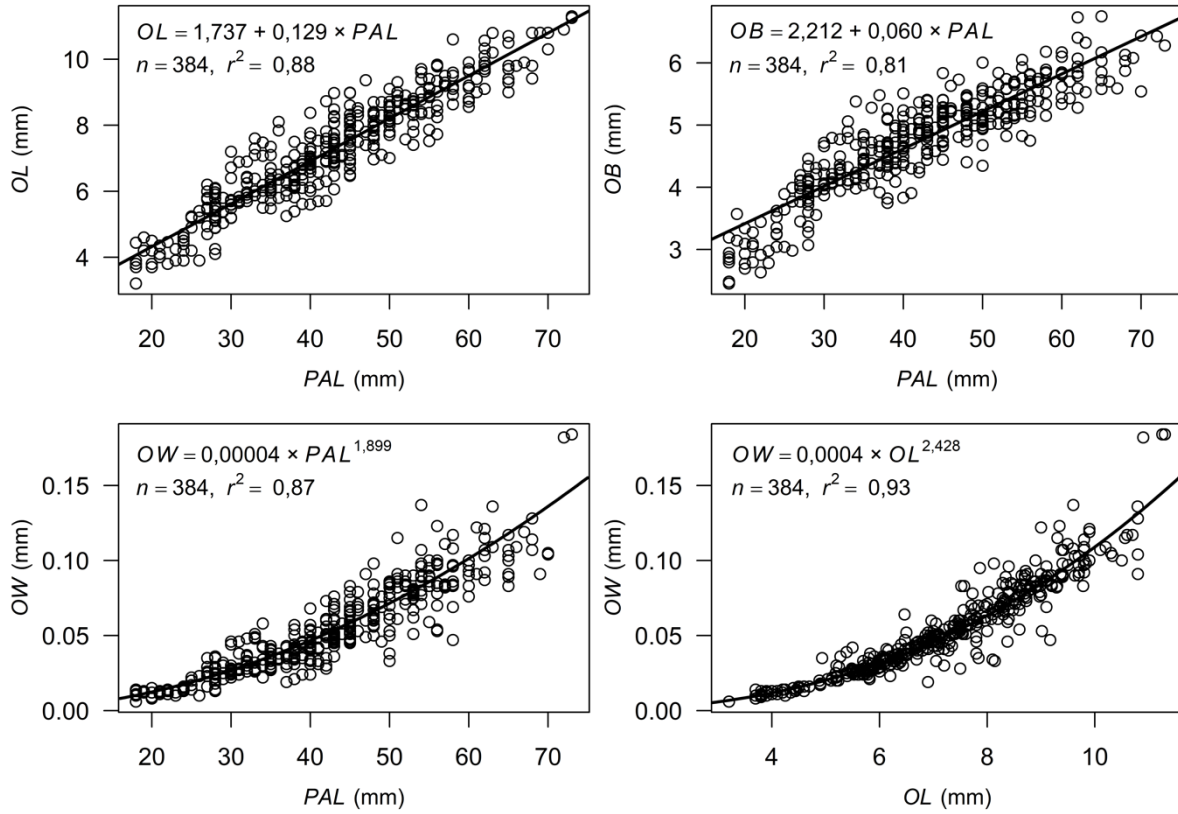 OL = 1,737 + 0,129 × PAL
n = 384, r² = 0,88
10
8
6
4
OL (mm)
20 30 40 50 60 70
PAL (mm)
OB = 2,212 + 0,060 × PAL
n = 384, r² = 0,81
6
5
4
3
OB (mm)
20 30 40 50 60 70
PAL (mm)
OW = 0,00004 × PAL^1,899
n = 384, r² = 0,87
0.15
0.10
0.05
0.00
OW (mm)
20 30 40 50 60 70
PAL (mm)
OW = 0,0004 × OL^2,428
n = 384, r² = 0,93
0.15
0.10
0.05
0.00
OW (mm)
4 6 8 10
OL (mm)